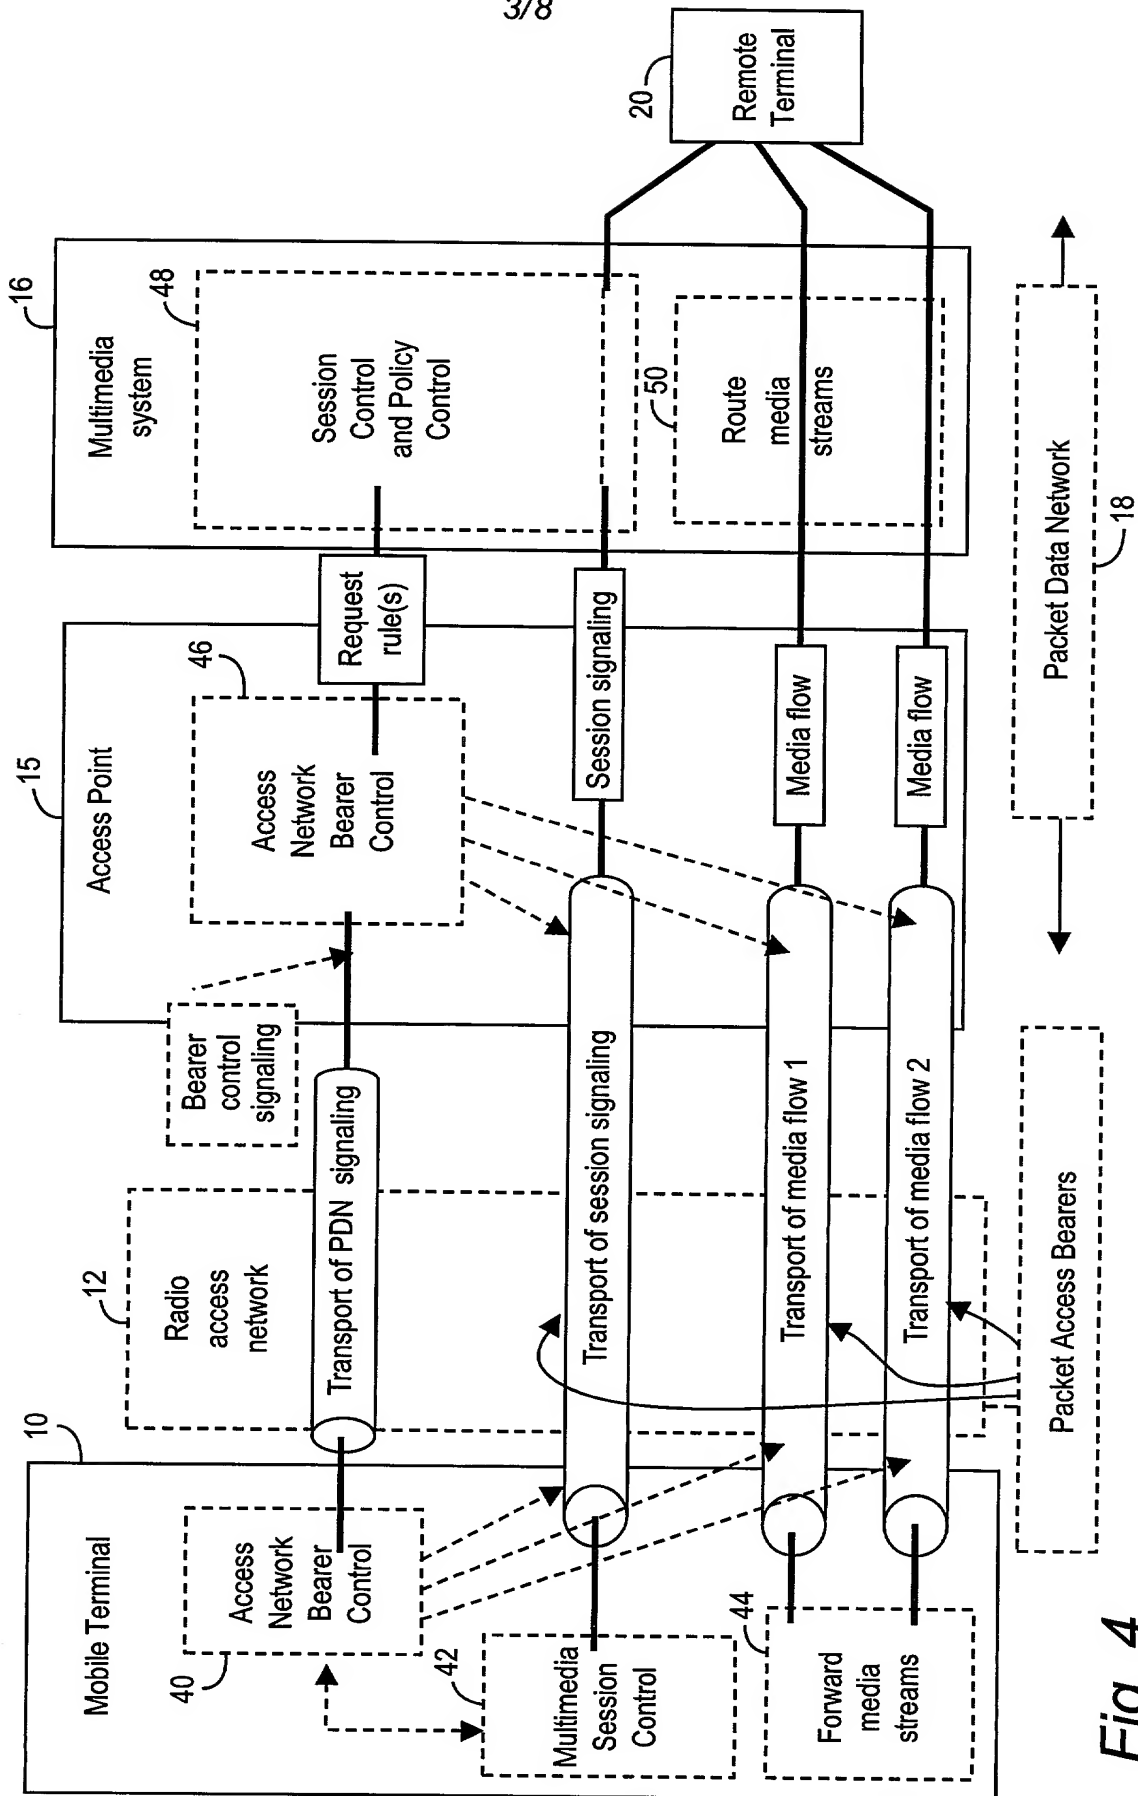 3/8
10
Mobile Terminal
40
Access
Network
Bearer
Control
42
Multimedia
Session
Control
44
Forward
media
streams
12
Radio
access
network
Transport of PDN signaling
Bearer
control
signaling
Transport of session signaling
Transport of media flow 1
Transport of media flow 2
Packet Access Bearers
15
Access Point
46
Access
Network
Bearer
Control
Request
rule(s)
Session signaling
Media flow
Media flow
16
Multimedia
system
48
Session
Control
and Policy
Control
50
Route
media
streams
Packet Data Network
18
20
Remote
Terminal
Fig. 4